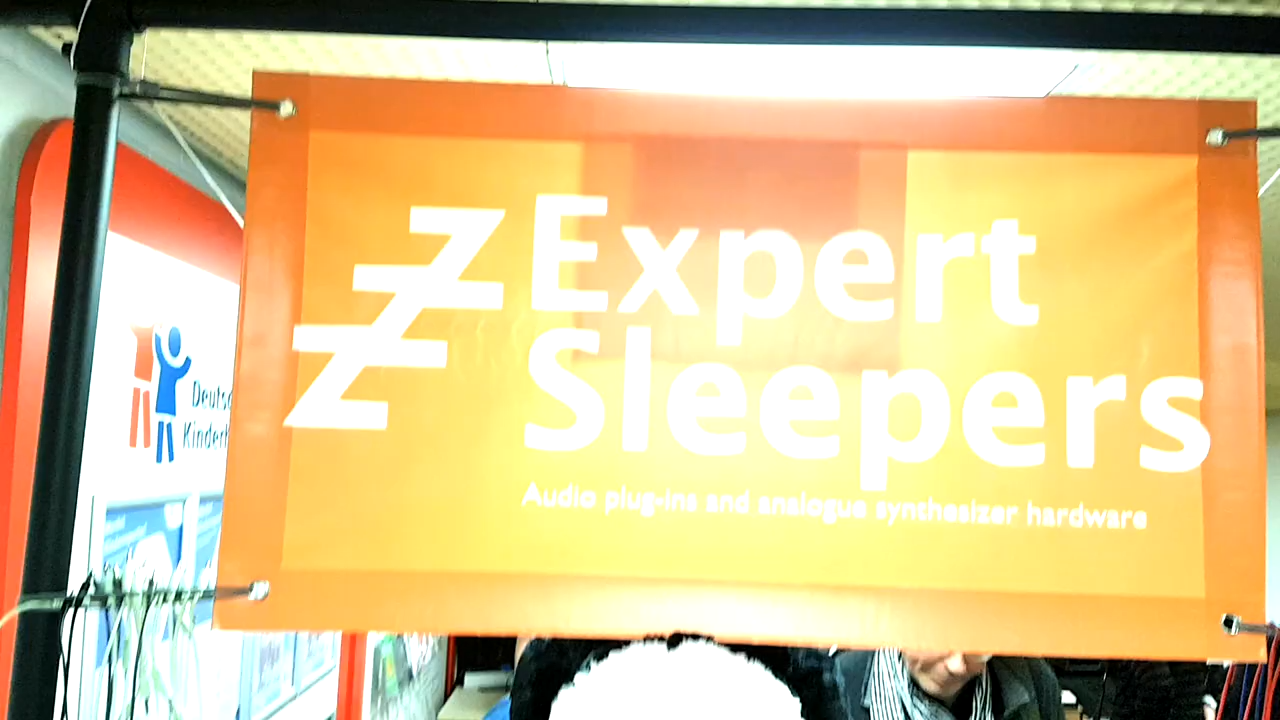 Expert
Sleepers
Audio plug-ins and analogue synthesizer hardware